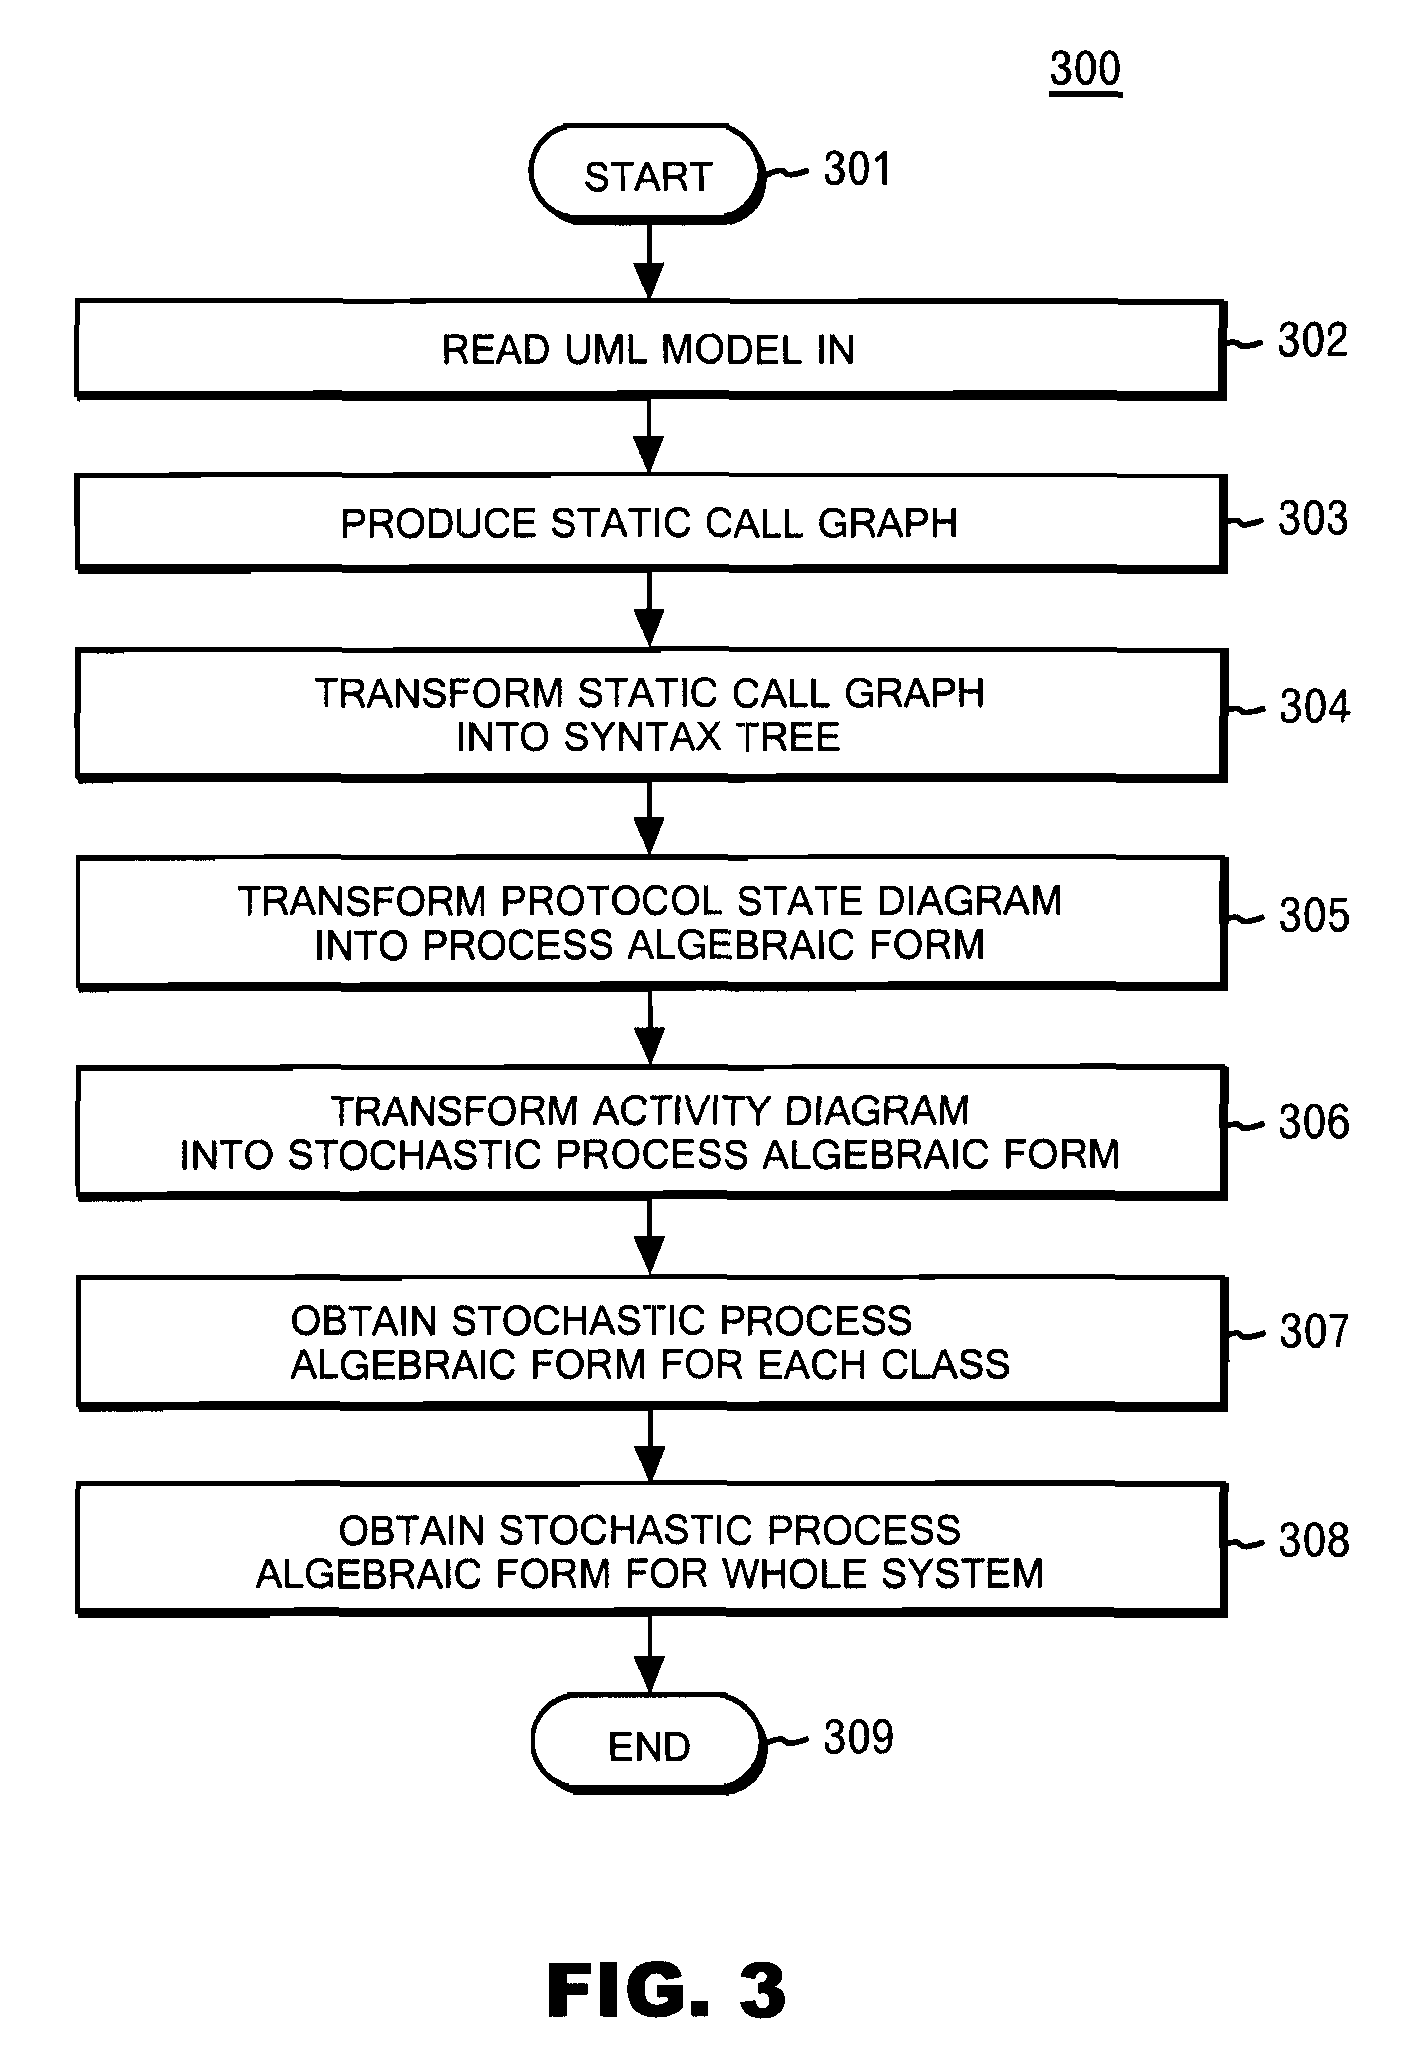 300
START
301
READ UML MODEL IN
302
PRODUCE STATIC CALL GRAPH
303
TRANSFORM STATIC CALL GRAPH
INTO SYNTAX TREE
304
TRANSFORM PROTOCOL STATE DIAGRAM
INTO PROCESS ALGEBRAIC FORM
305
TRANSFORM ACTIVITY DIAGRAM
INTO STOCHASTIC PROCESS ALGEBRAIC FORM
306
OBTAIN STOCHASTIC PROCESS
ALGEBRAIC FORM FOR EACH CLASS
307
OBTAIN STOCHASTIC PROCESS
ALGEBRAIC FORM FOR WHOLE SYSTEM
308
END
309
FIG. 3